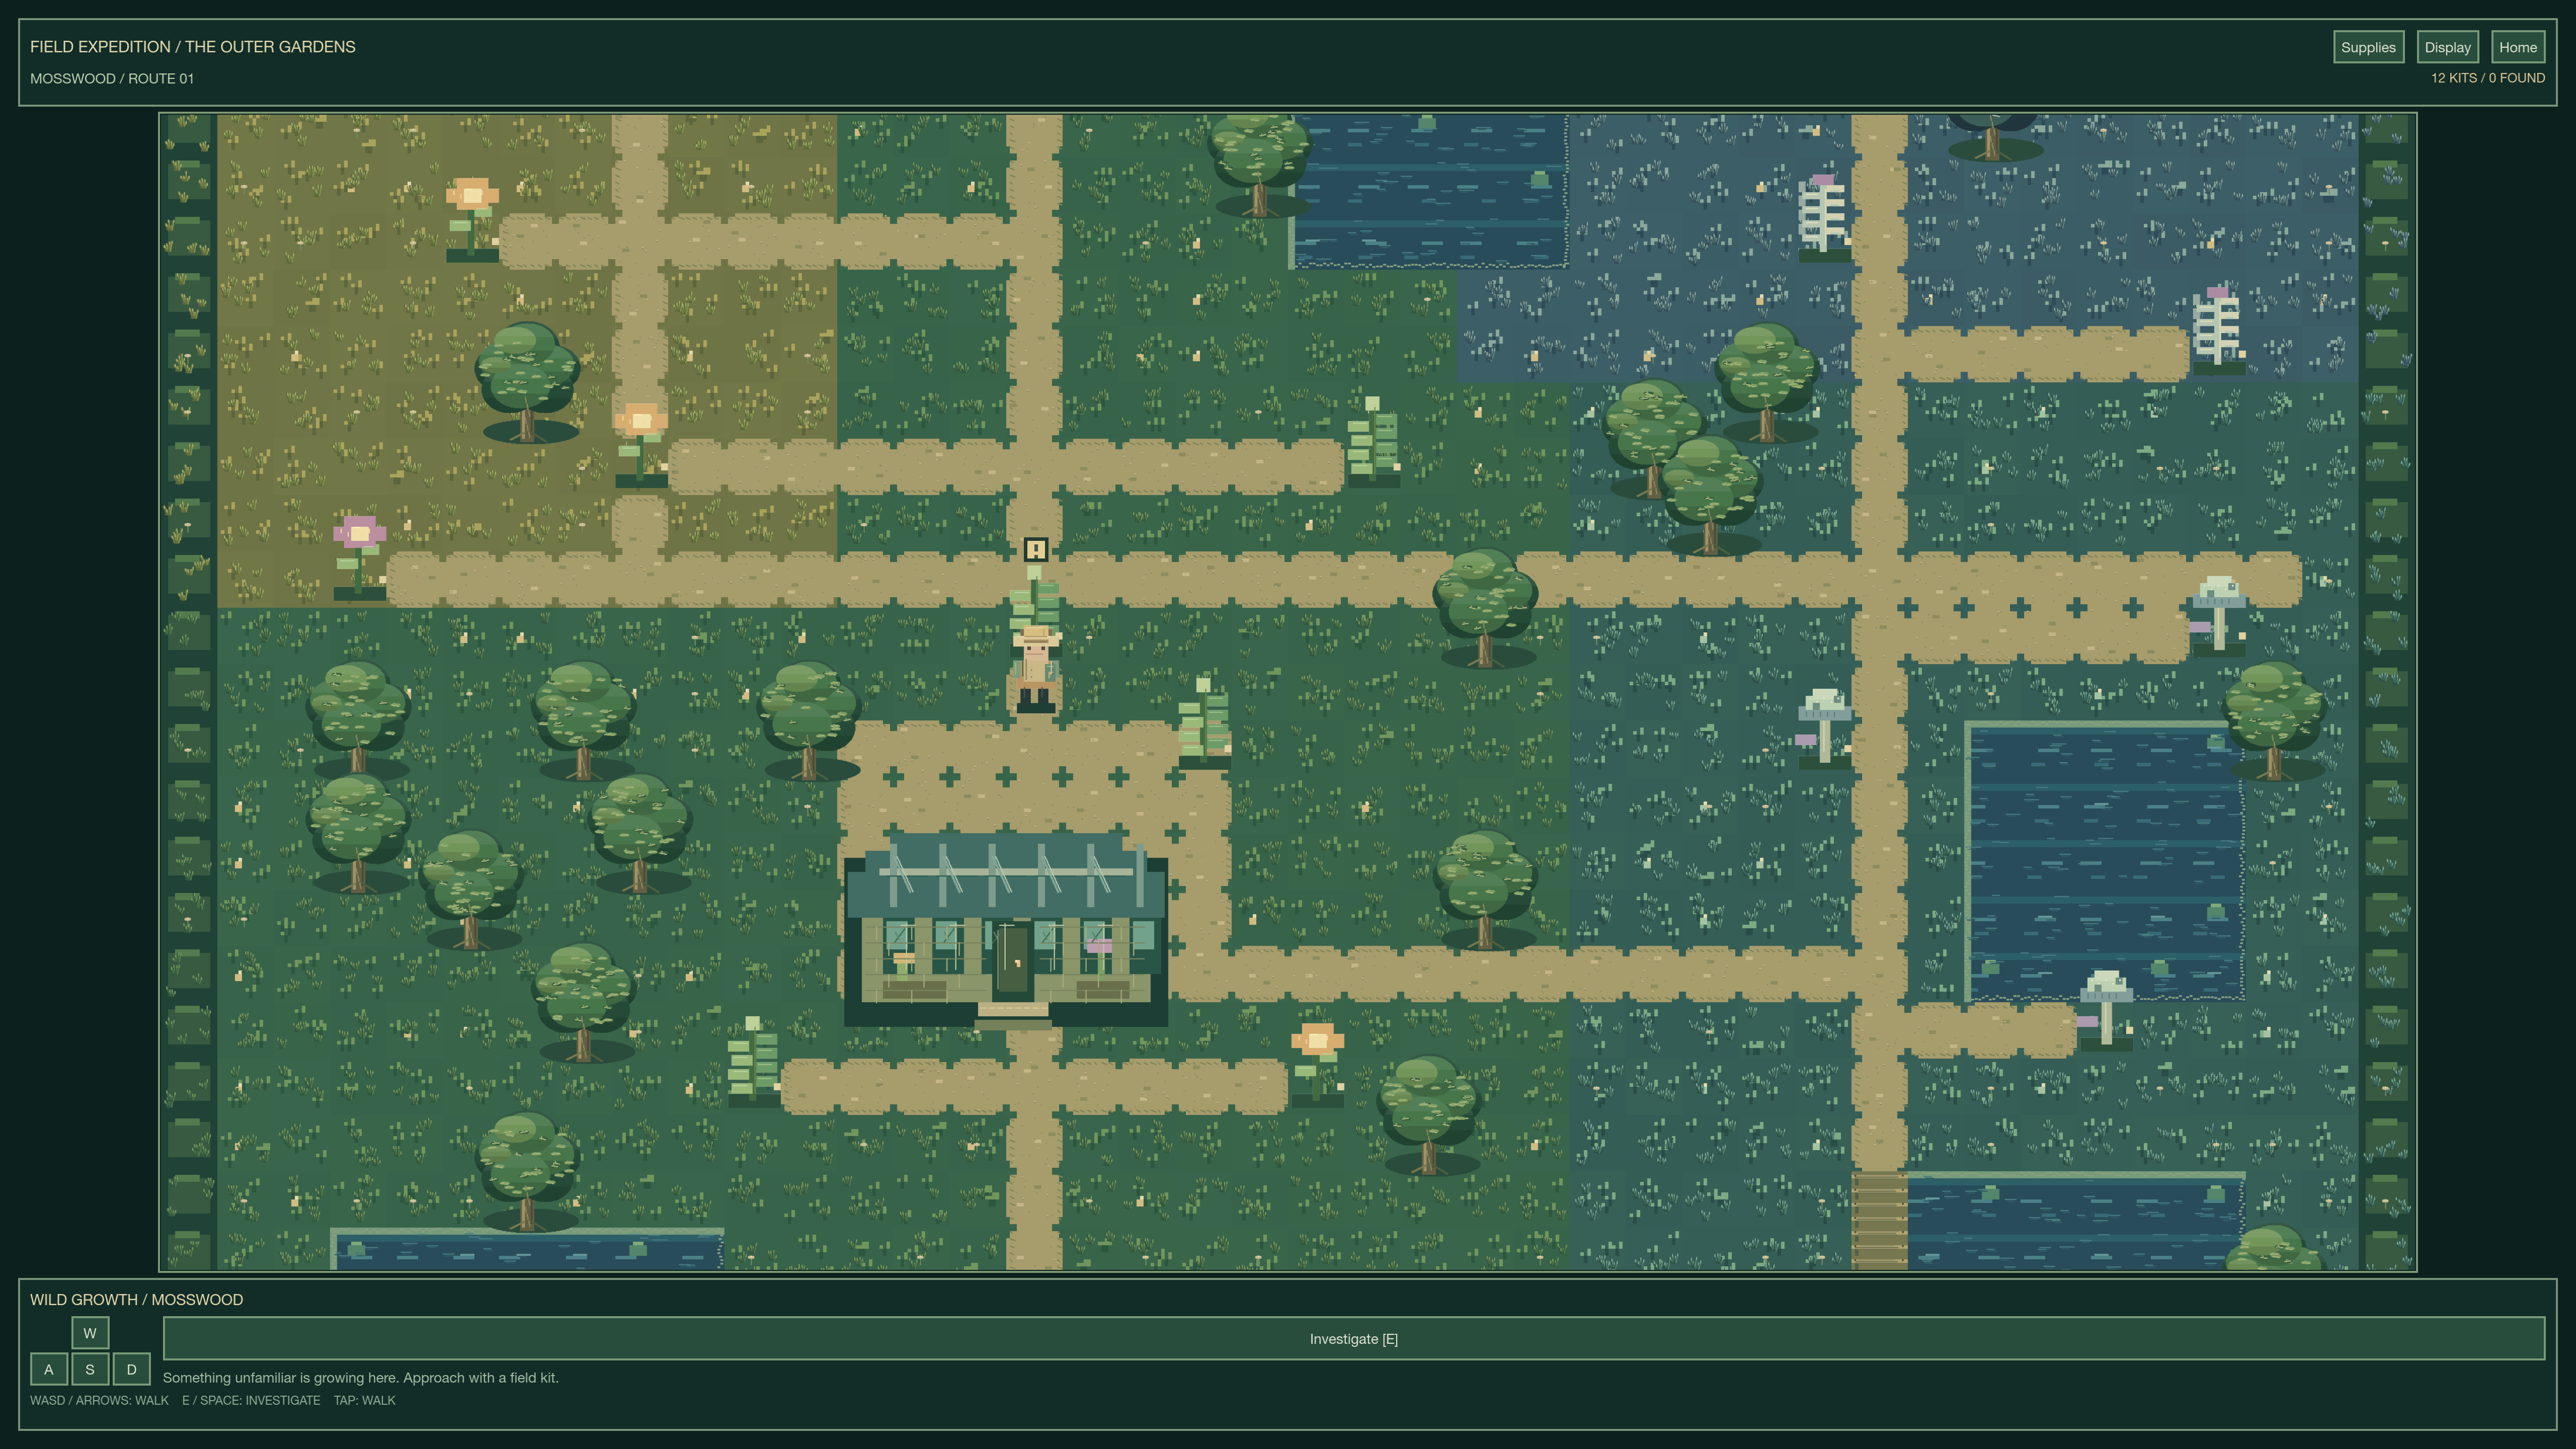 FIELD EXPEDITION / THE OUTER GARDENS
Supplies
Display
Home
MOSSWOOD / ROUTE 01
12 KITS / 0 FOUND
!
WILD GROWTH / MOSSWOOD
W
Investigate [E]
A
S
D
Something unfamiliar is growing here. Approach with a field kit.
WASD / ARROWS: WALK E / SPACE: INVESTIGATE TAP: WALK